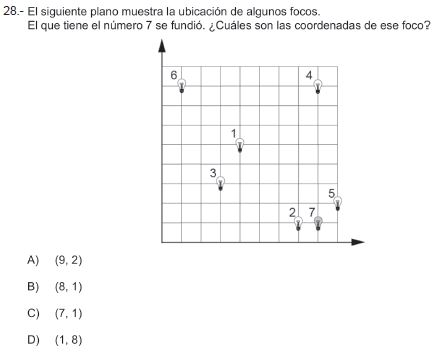 28.- El siguiente plano muestra la ubicación de algunos focos.
El que tiene el número 7 se fundió. ¿Cuáles son las coordenadas de ese foco?
6 4
1
3
5
2 7
A) (9, 2)
B) (8, 1)
C) (7, 1)
D) (1, 8)